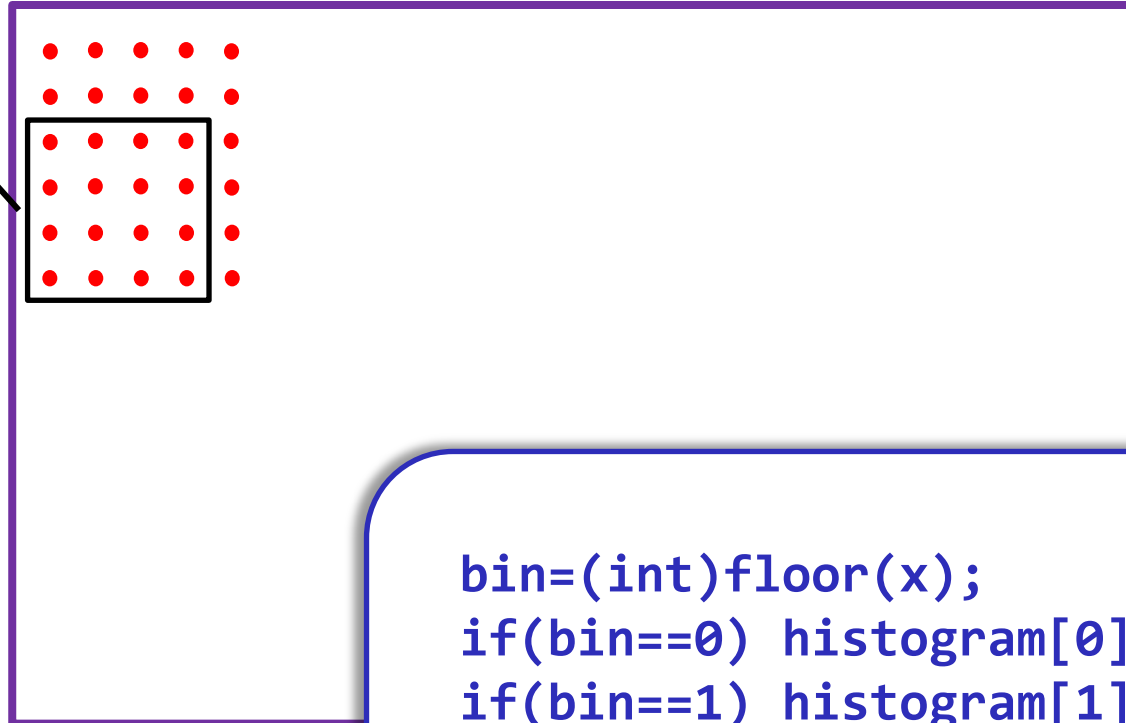 bin=(int)floor(x);
if(bin==0) histogram[0]
if(bin==1) histogram[1]